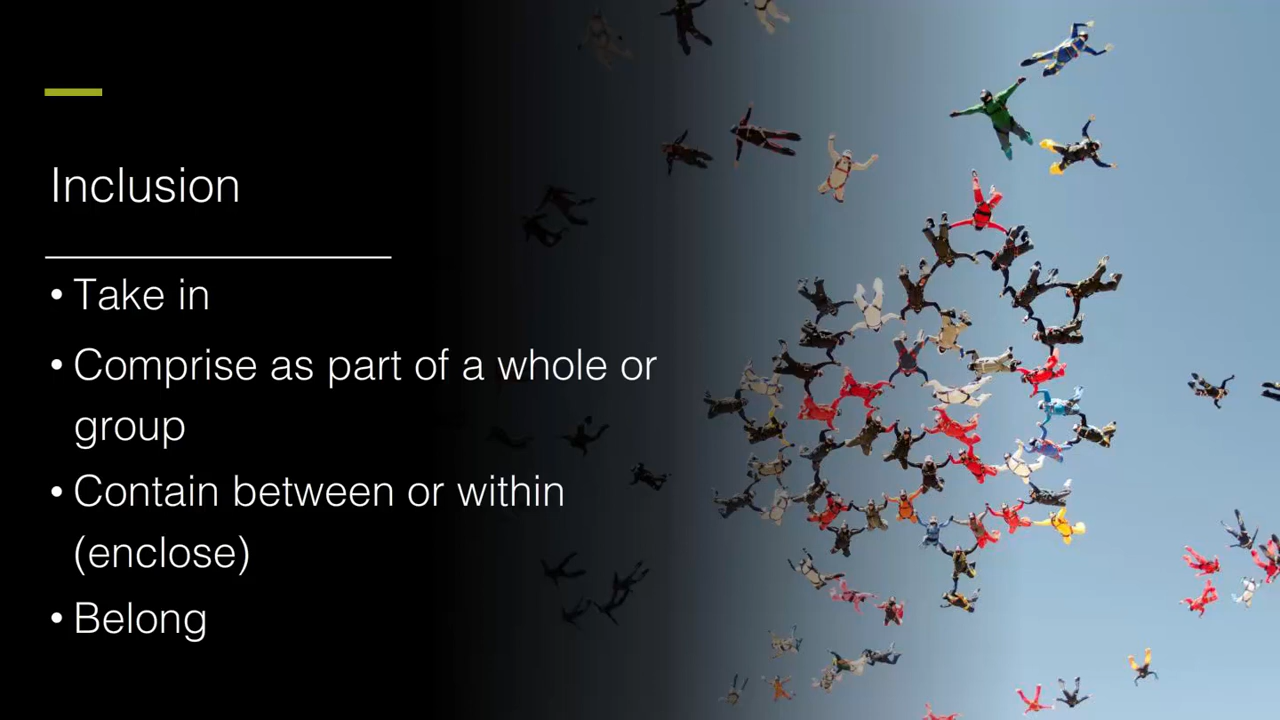 Inclusion
• Take in
• Comprise as part of a whole or
group
• Contain between or within
(enclose)
• Belong